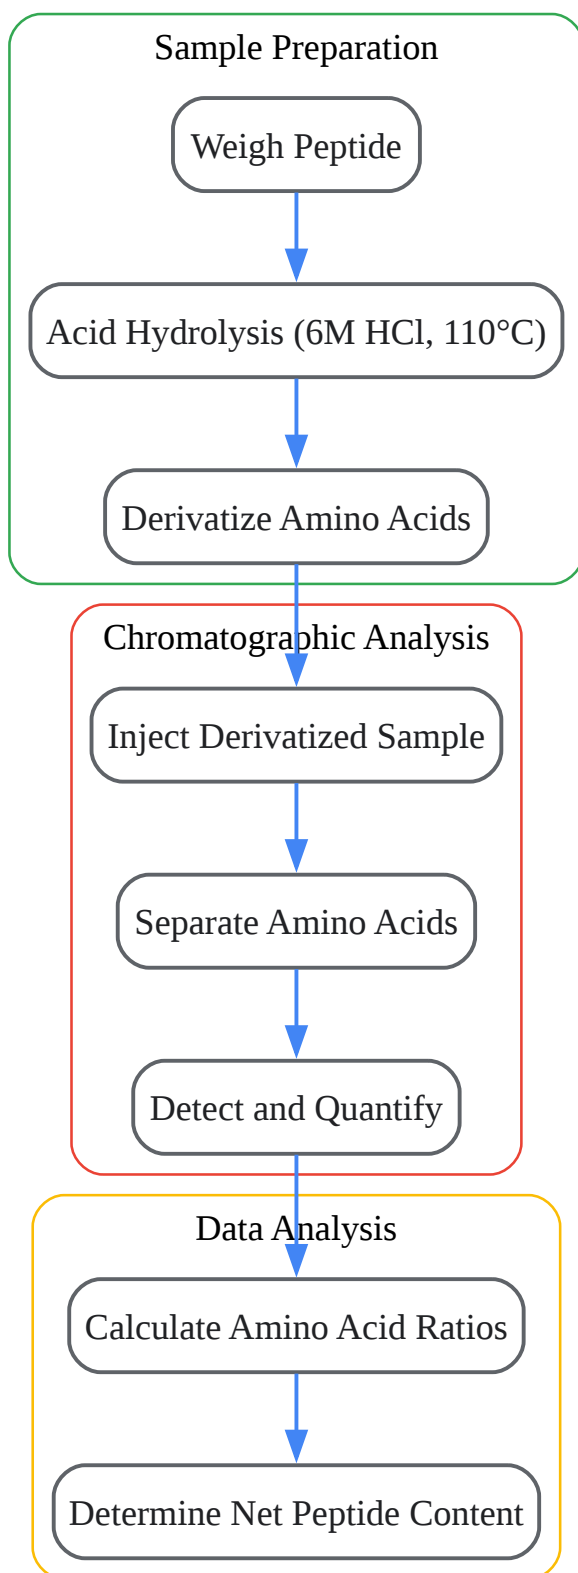 Sample Preparation
Weigh Peptide
Acid Hydrolysis (6M HCl, 110°C)
Derivatize Amino Acids
Chromatographic Analysis
Inject Derivatized Sample
Separate Amino Acids
Detect and Quantify
Data Analysis
Calculate Amino Acid Ratios
Determine Net Peptide Content